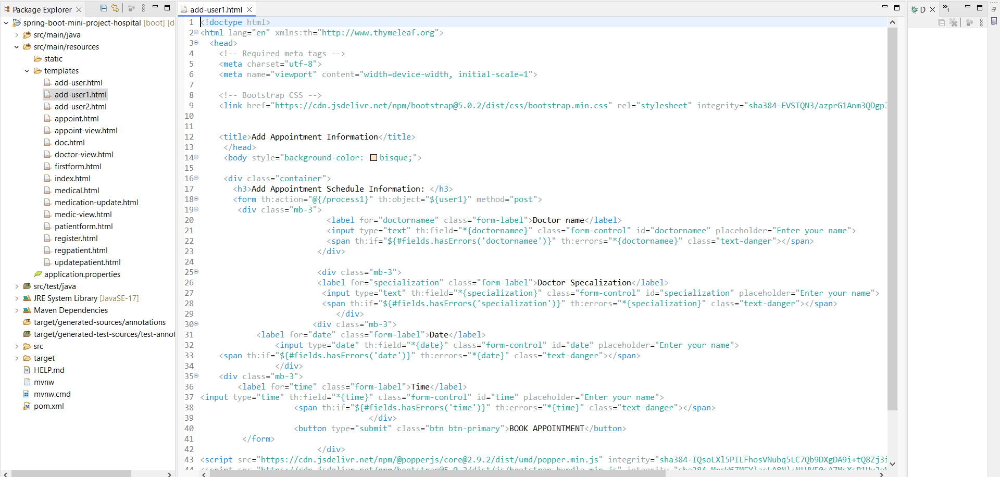 Package Explorer
spring-boot-mini-project-hospital [boot] [d
src/main/java
src/main/resources
static
templates
add-user.html
add-user1.html
add-user2.html
appoint.html
appoint-view.html
doc.html
doctor-view.html
firstform.html
index.html
medical.html
medication-update.html
medic-view.html
patientform.html
register.html
regpatient.html
updatepatient.html
application.properties
src/test/java
JRE System Library [JavaSE-17]
Maven Dependencies
target/generated-sources/annotations
target/generated-test-sources/test-annot
src
target
HELP.md
mvnw
mvnw.cmd
pom.xml
add-user1.html
1 <!doctype html>
2 <html lang="en" xmlns:th="http://www.thymeleaf.org">
3 <head>
4 <!-- Required meta tags -->
5 <meta charset="utf-8">
6 <meta name="viewport" content="width=device-width, initial-scale=1">
7
8 <!-- Bootstrap CSS -->
9 <link href="https://cdn.jsdelivr.net/npm/bootstrap@5.0.2/dist/css/bootstrap.min.css" rel="stylesheet" integrity="sha384-EVSTQN3/azprG1Anm3QDgpJ
10
11
12 <title>Add Appointment Information</title>
13 </head>
14 <body style="background-color: bisque;">
15
16 <div class="container">
17 <h3>Add Appointment Schedule Information: </h3>
18 <form th:action="@{/process1}" th:object="${user1}" method="post">
19 <div class="mb-3">
20 <label for="doctornamee" class="form-label">Doctor name</label>
21 <input type="text" th:field="*{doctornamee}" class="form-control" id="doctornamee" placeholder="Enter your name">
22 <span th:if="${#fields.hasErrors('doctornamee')}" th:errors="*{doctornamee}" class="text-danger"></span>
23 </div>
24
25 <div class="mb-3">
26 <label for="specialization" class="form-label">Doctor Specalization</label>
27 <input type="text" th:field="*{specialization}" class="form-control" id="specialization" placeholder="Enter your name">
28 <span th:if="${#fields.hasErrors('specialization')}" th:errors="*{specialization}" class="text-danger"></span>
29 </div>
30 <div class="mb-3">
31 <label for="date" class="form-label">Date</label>
32 <input type="date" th:field="*{date}" class="form-control" id="date" placeholder="Enter your name">
33 <span th:if="${#fields.hasErrors('date')}" th:errors="*{date}" class="text-danger"></span>
34 </div>
35 <div class="mb-3">
36 <label for="time" class="form-label">Time</label>
37 <input type="time" th:field="*{time}" class="form-control" id="time" placeholder="Enter your name">
38 <span th:if="${#fields.hasErrors('time')}" th:errors="*{time}" class="text-danger"></span>
39 </div>
40 <button type="submit" class="btn btn-primary">BOOK APPOINTMENT</button>
41 </form>
42 </div>
43 <script src="https://cdn.jsdelivr.net/npm/@popperjs/core@2.9.2/dist/umd/popper.min.js" integrity="sha384-IQsoLXl5PILFhosVNubq5LC7Qb9DXgDA9i+tQ8Zj3i
44 <script src="https://cdn.jsdelivr.net/npm/bootstrap@5.0.2/dist/js/bootstrap.bundle.min.js" integrity=
D
1